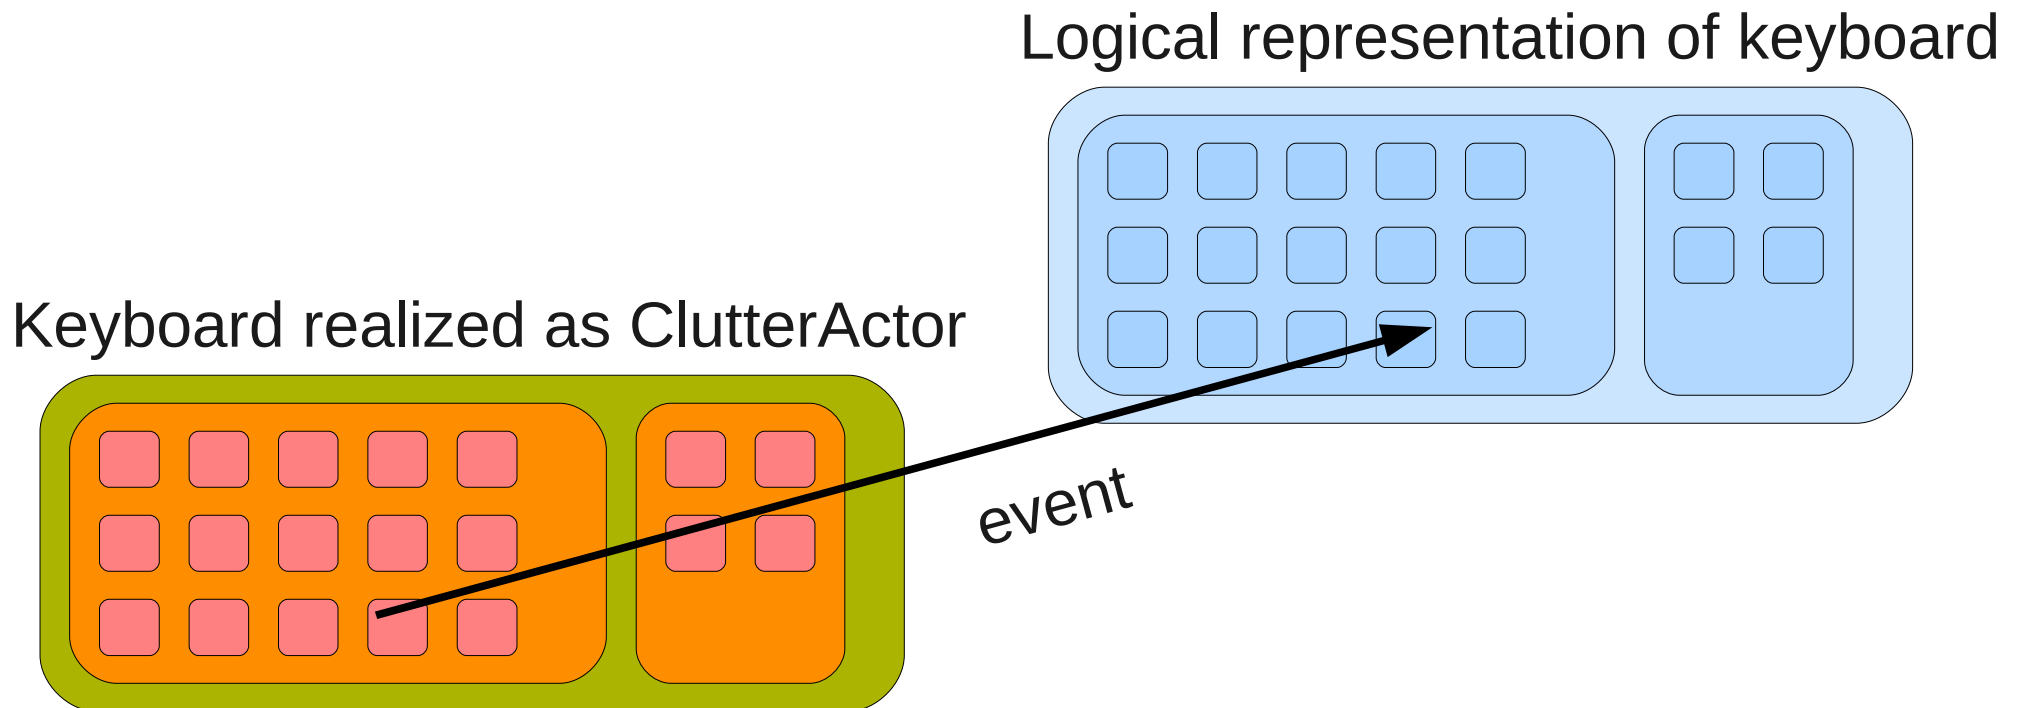 Logical representation of keyboard
Keyboard realized as ClutterActor
event